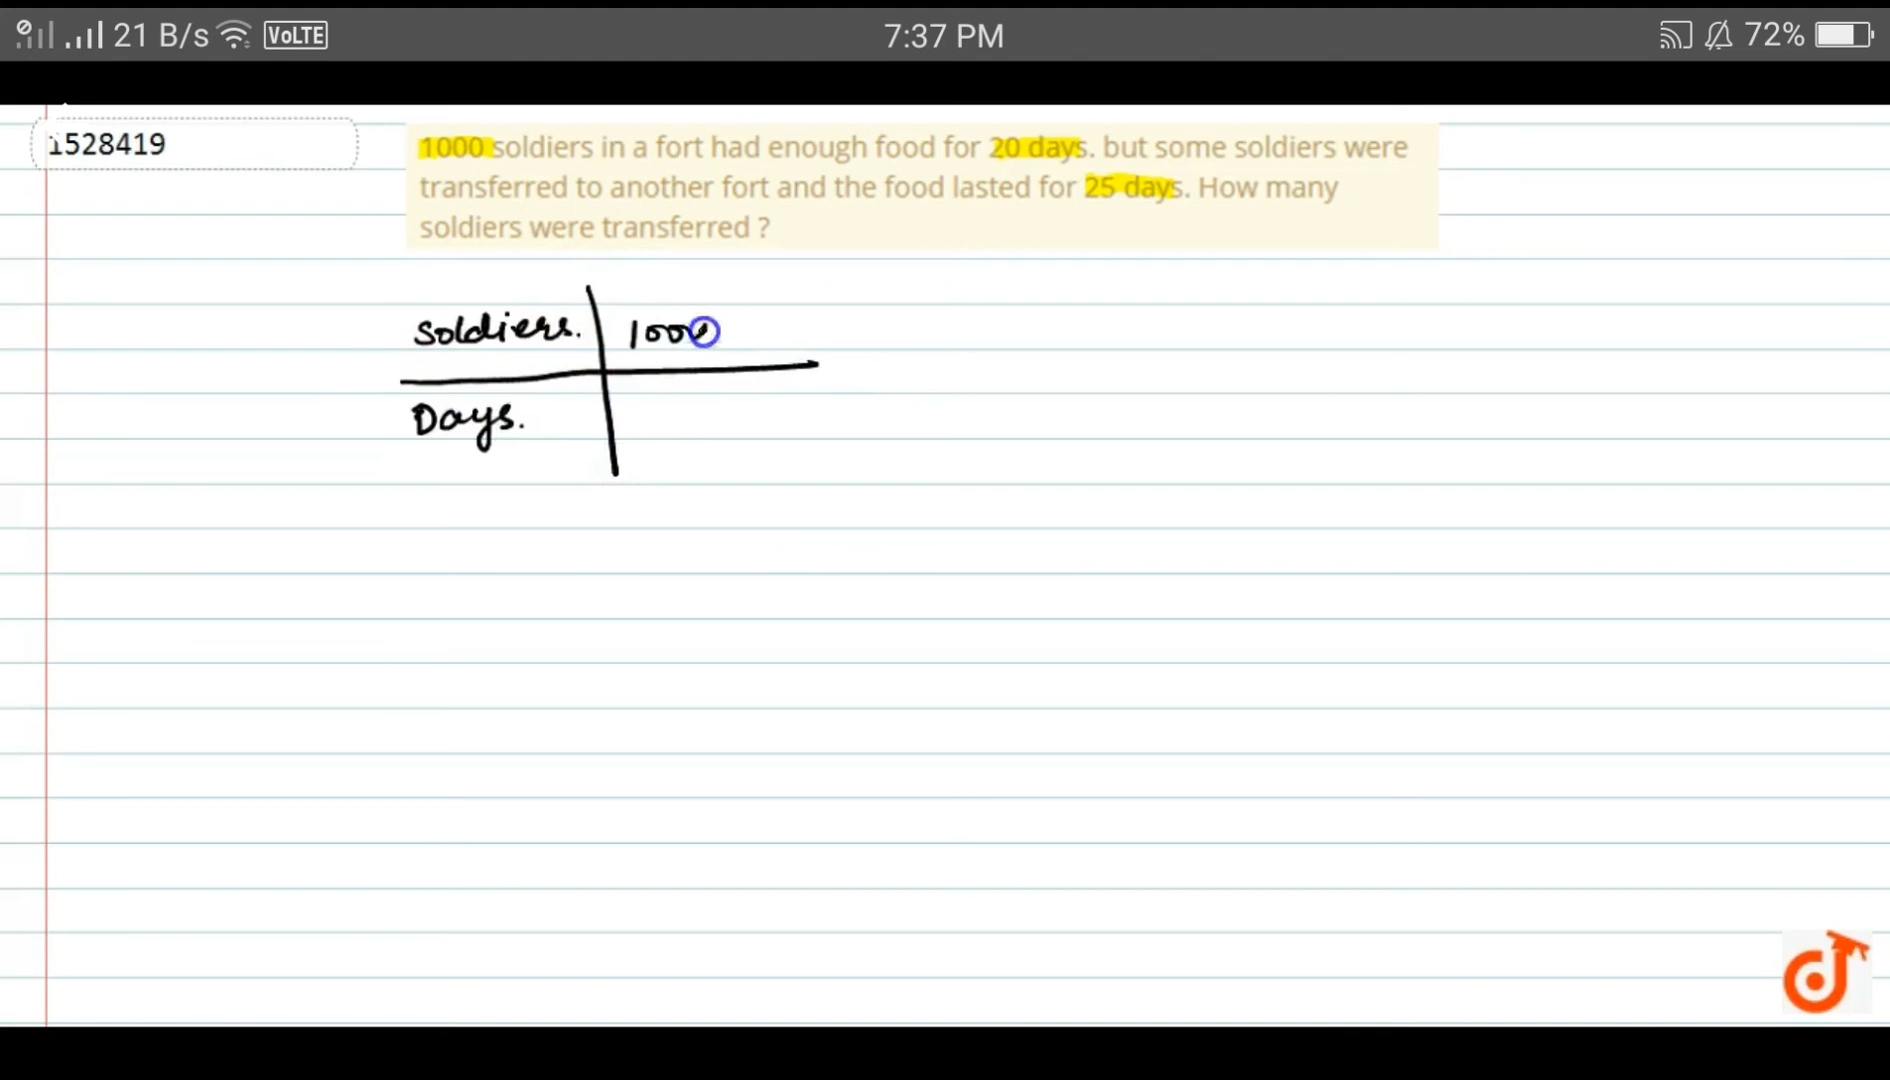 21 B/s VoLTE 7:37 PM 72%
1528419
1000 soldiers in a fort had enough food for 20 days. but some soldiers were
transferred to another fort and the food lasted for 25 days. How many
soldiers were transferred ?
Soldiers. 1000
Days.